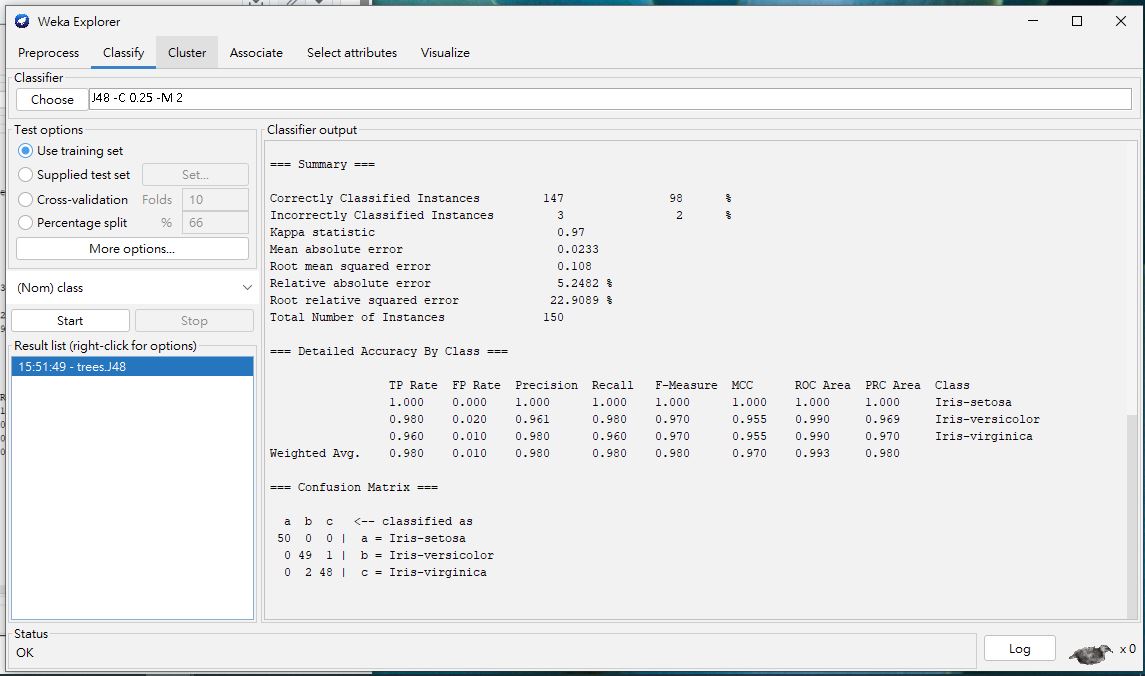 Weka Explorer
Preprocess Classify Cluster Associate Select attributes Visualize
Classifier
Choose J48 -C 0.25 -M 2
Test options
Use training set
Supplied test set Set...
Cross-validation Folds 10
Percentage split % 66
More options...
(Nom) class
Start Stop
Result list (right-click for options)
15:51:49 - trees.J48
Classifier output
=== Summary ===
Correctly Classified Instances 147 98 %
Incorrectly Classified Instances 3 2 %
Kappa statistic 0.97
Mean absolute error 0.0233
Root mean squared error 0.108
Relative absolute error 5.2482 %
Root relative squared error 22.9089 %
Total Number of Instances 150
=== Detailed Accuracy By Class ===
TP Rate FP Rate Precision Recall F-Measure MCC ROC Area PRC Area Class
1.000 0.000 1.000 1.000 1.000 1.000 1.000 1.000 Iris-setosa
0.980 0.020 0.961 0.980 0.970 0.955 0.990 0.969 Iris-versicolor
0.960 0.010 0.980 0.960 0.970 0.955 0.990 0.970 Iris-virginica
Weighted Avg. 0.980 0.010 0.980 0.980 0.980 0.970 0.993 0.980
=== Confusion Matrix ===
a b c <-- classified as
50 0 0 | a = Iris-setosa
0 49 1 | b = Iris-versicolor
0 2 48 | c = Iris-virginica
Status
OK
Log x 0